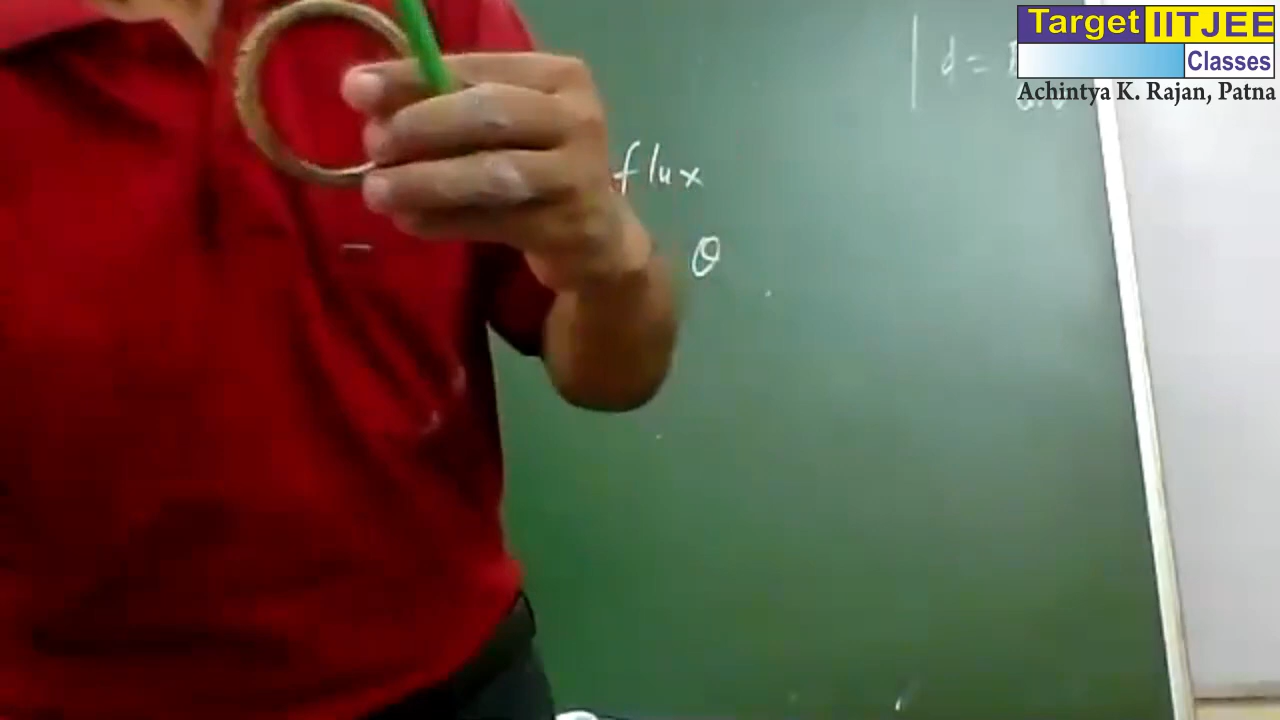 Target IITJEE
Classes
Achintya K. Rajan, Patna
d =
flux
θ